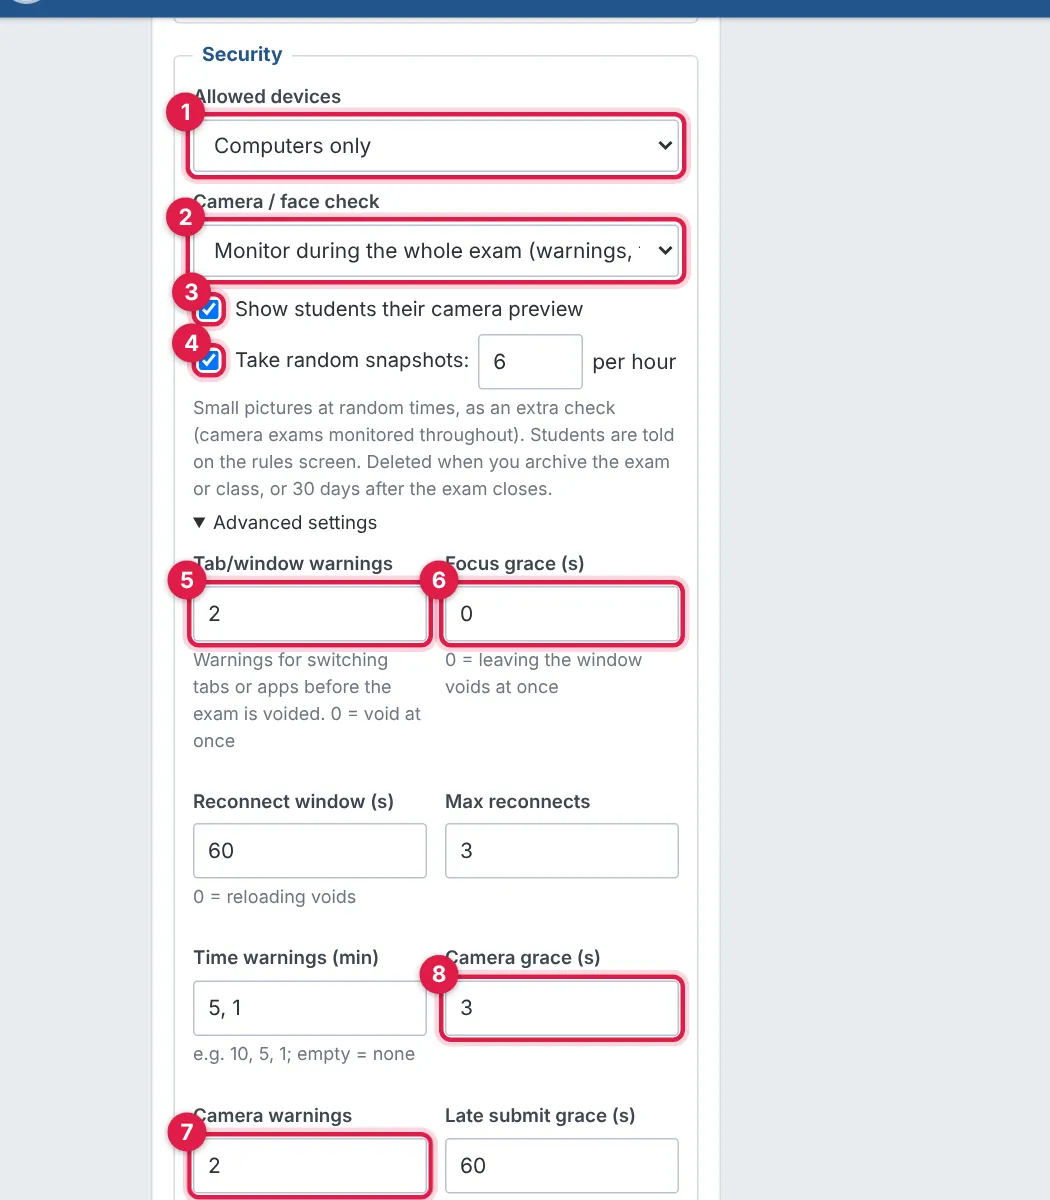 Security
Allowed devices
1
Computers only
Camera / face check
2
Monitor during the whole exam (warnings,
3
Show students their camera preview
4
Take random snapshots: 6 per hour
Small pictures at random times, as an extra check
(camera exams monitored throughout). Students are told
on the rules screen. Deleted when you archive the exam
or class, or 30 days after the exam closes.
▼ Advanced settings
Tab/window warnings
5
2
Warnings for switching
tabs or apps before the
exam is voided. 0 = void at
once
Focus grace (s)
6
0
0 = leaving the window
voids at once
Reconnect window (s)
60
0 = reloading voids
Max reconnects
3
Time warnings (min)
5, 1
e.g. 10, 5, 1; empty = none
Camera grace (s)
8
3
Camera warnings
7
2
Late submit grace (s)
60